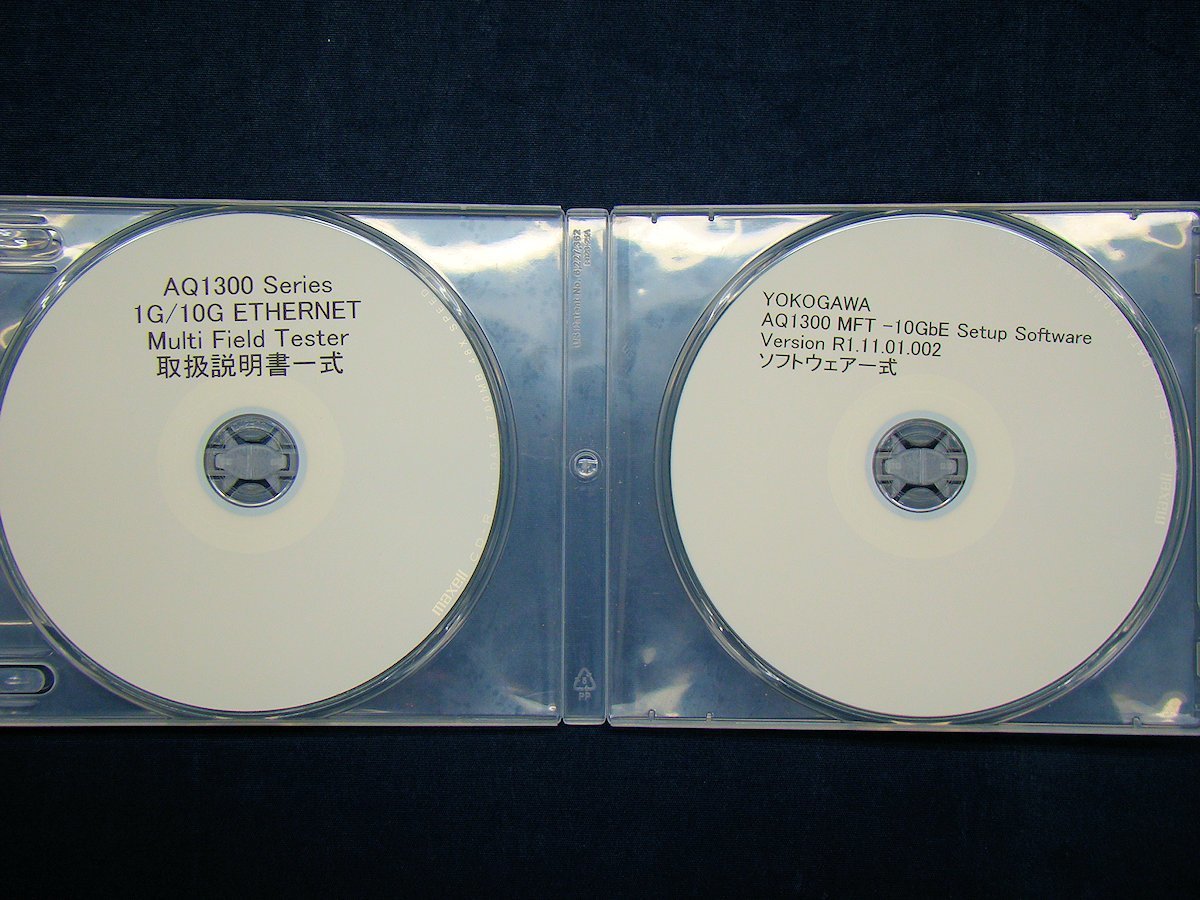 AQ1300 Series
1G/10G ETHERNET
Multi Field Tester
取扱説明書一式
maxell
YOKOGAWA
AQ1300 MFT -10GbE Setup Software
Version R1.11.01.002
ソフトウェア一式
maxell
PP